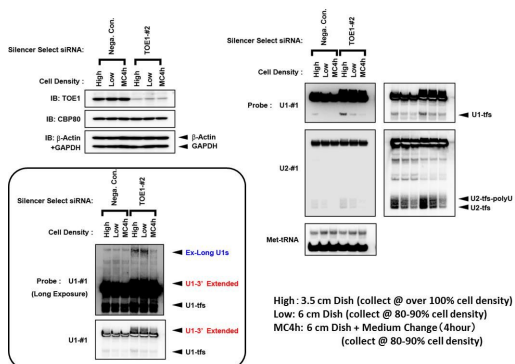 Silencer Select siRNA:
Nega. Con.
TOE1-#2
Cell Density :
High
Low
MC4h
High
Low
MC4h
IB: TOE1
IB: CBP80
IB: β-Actin
+GAPDH
β-Actin
GAPDH
Silencer Select siRNA:
Nega. Con.
TOE1-#2
Cell Density :
High
Low
MC4h
High
Low
MC4h
Ex-Long U1s
Probe : U1-#1
(Long Exposure)
U1-3' Extended
U1-tfs
U1-#1
U1-3' Extended
U1-tfs
Silencer Select siRNA:
Nega. Con.
TOE1-#2
Cell Density :
High
Low
MC4h
High
Low
MC4h
Probe : U1-#1
U1-tfs
U2-#1
U2-tfs-polyU
U2-tfs
Met-tRNA
High: 3.5 cm Dish (collect @ over 100% cell density)
Low: 6 cm Dish (collect @ 80-90% cell density)
MC4h: 6 cm Dish + Medium Change (4hour)
(collect @ 80-90% cell density)